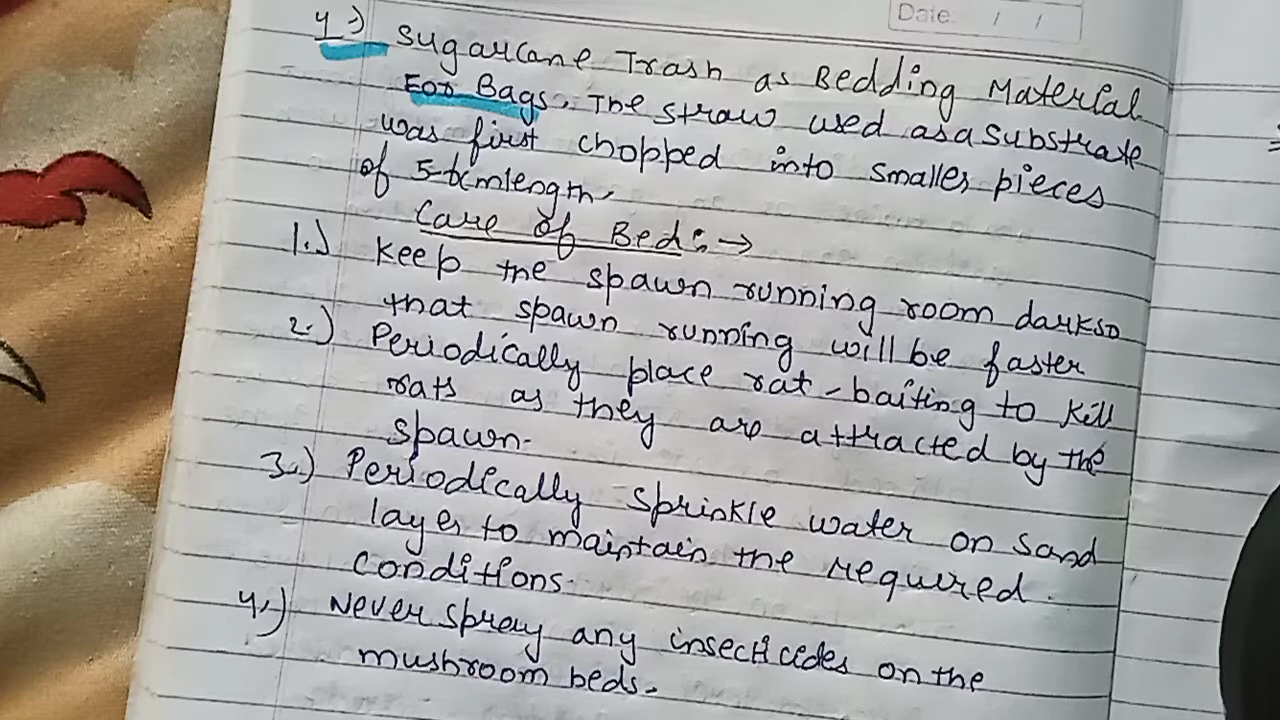 Date: / /
4.) Sugarcane Trash as Bedding Material
For Bags. The straw used as a substrate
was first chopped into smaller pieces
of 5-6cm length.
Care of Bed :→
1.) Keep the spawn running room dark so
that spawn running will be faster
2.) Periodically place rat-baiting to kill
rats as they are attracted by the
spawn.
3.) Periodically sprinkle water on sand
layer to maintain the required.
Conditions.
4.) Never spray any insecticedes on the
mushroom beds.